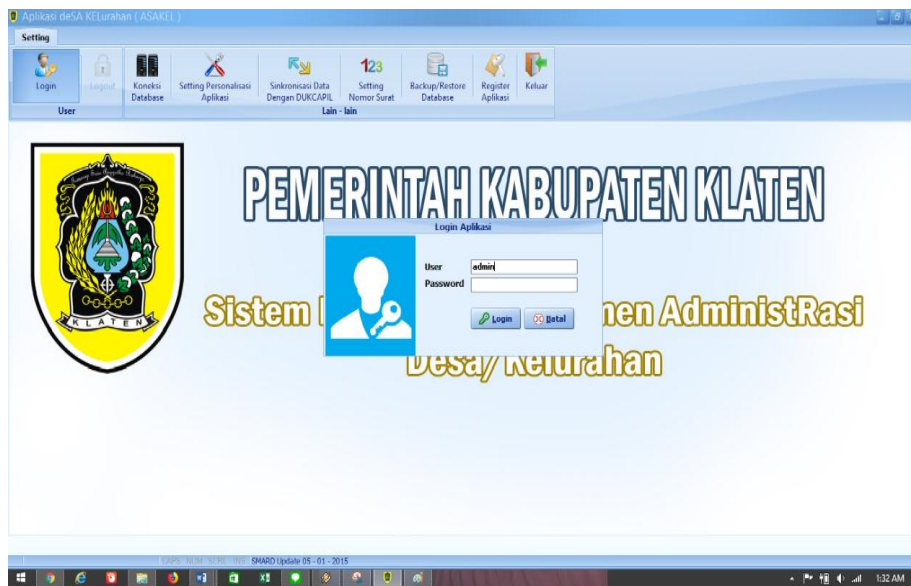 Aplikasi deSA KELurahan ( ASAKEL )
Setting
Login
Logout
Koneksi Database
Setting Personalisasi Aplikasi
Sinkronisasi Data Dengan DUKCAPIL
Setting Nomor Surat
Backup/Restore Database
Register Aplikasi
Keluar
User
Lain - lain
PEMERINTAH KABUPATEN KLATEN
KLATEN
Login Aplikasi
User
admin
Password
Login
Batal
Sistem
men AdministRasi
Desa/Kelurahan
CAPS NUM SCRL INS SMARD Update 05 - 01 - 2015
1:32 AM